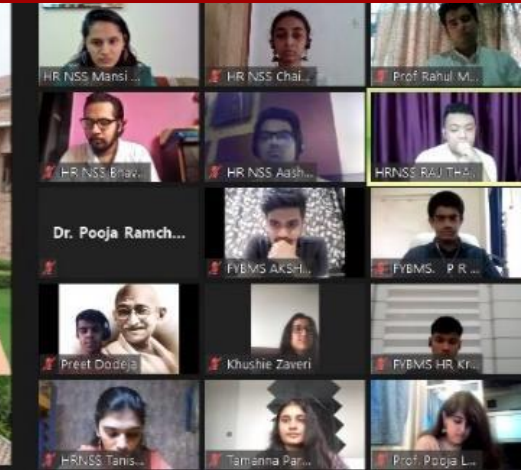 HR NSS Mansi ...
HR NSS Chai...
Prof Rahul M...
HR NSS Bhav...
HR NSS Aash...
HRNSS RAJ THA...
Dr. Pooja Ramch...
FYBMS AKSH...
FYBMS. P R ...
Preet Dodeja
Khushie Zaveri
FYBMS HR Kr...
HRNSS Tanis...
Tamanna Par...
Prof. Pooja L...